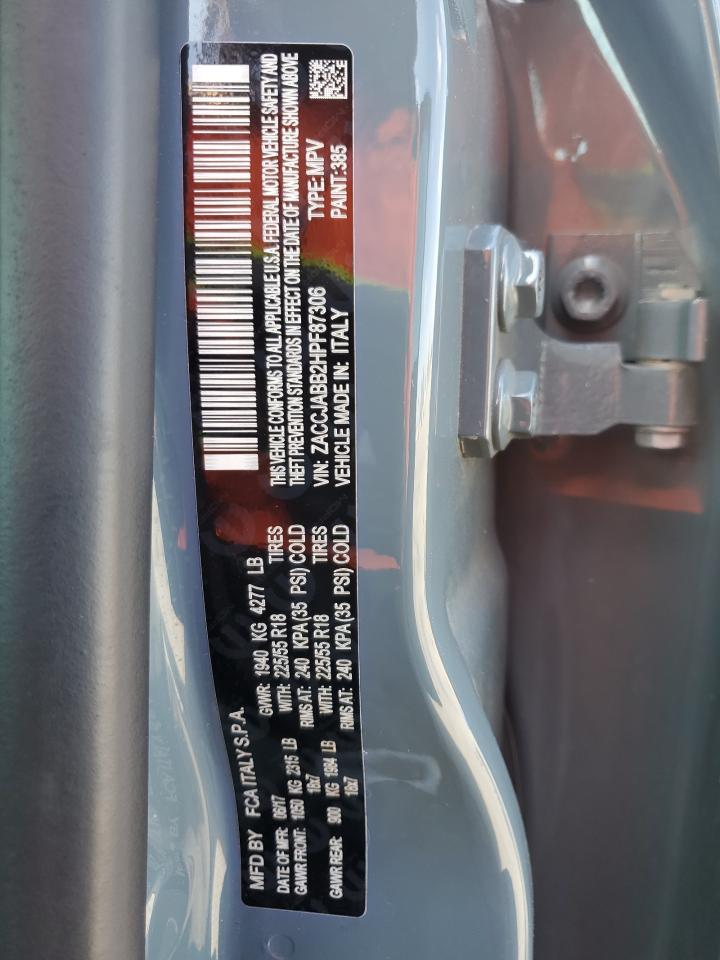 MFD BY FCA ITALY S.P.A.
DATE OF MFR: 06/17 GVWR: 1940 KG 4277 LB
GAWR FRONT: 1050 KG 2315 LB WITH: 225/55 R18 TIRES
18x7 RIMS AT: 240 KPA (35 PSI) COLD
GAWR REAR: 900 KG 1984 LB WITH: 225/55 R18 TIRES
18x7 RIMS AT: 240 KPA (35 PSI) COLD
THIS VEHICLE CONFORMS TO ALL APPLICABLE U.S.A. FEDERAL MOTOR VEHICLE SAFETY AND
THEFT PREVENTION STANDARDS IN EFFECT ON THE DATE OF MANUFACTURE SHOWN ABOVE
VIN: ZACCJABB2HPF87306 TYPE: MPV
VEHICLE MADE IN: ITALY PAINT: 385